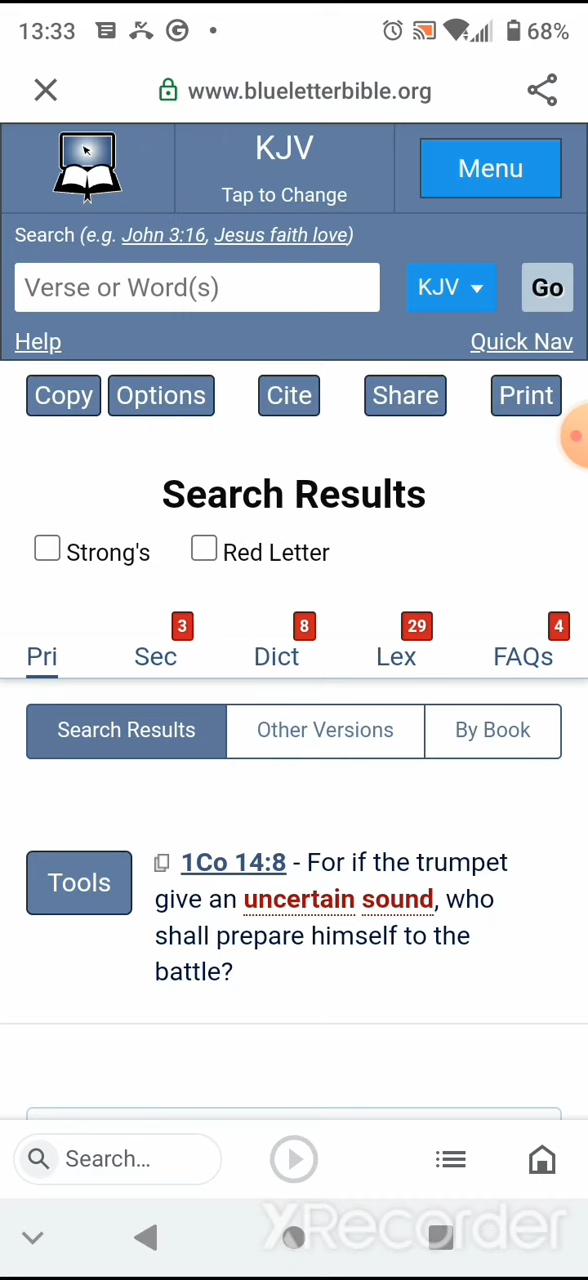 13:33 68%
www.blueletterbible.org
KJV
Tap to Change
Menu
Search (e.g. John 3:16, Jesus faith love)
Verse or Word(s) KJV Go
Help Quick Nav
Copy Options Cite Share Print
Search Results
Strong's Red Letter
3 8 29 4
Pri Sec Dict Lex FAQs
Search Results Other Versions By Book
Tools
1Co 14:8 - For if the trumpet
give an uncertain sound, who
shall prepare himself to the
battle?
Search...
XRecorder